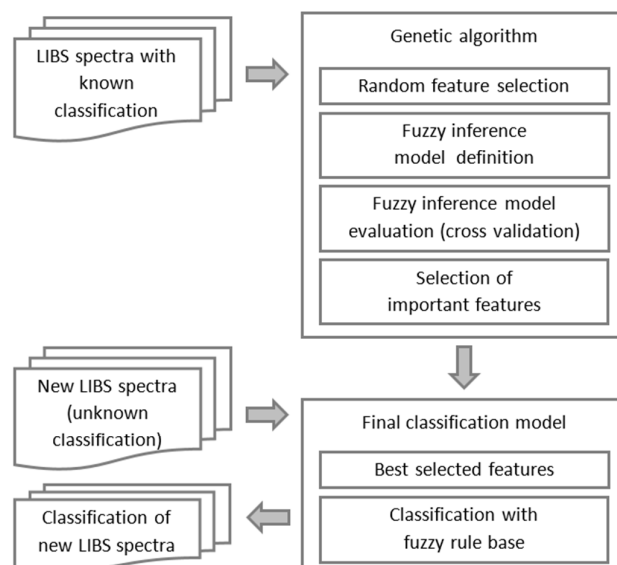 LIBS spectra with
known
classification
Genetic algorithm
Random feature selection
Fuzzy inference
model definition
Fuzzy inference model
evaluation (cross validation)
Selection of
important features
New LIBS spectra
(unknown
classification)
Final classification model
Best selected features
Classification with
fuzzy rule base
Classification of
new LIBS spectra